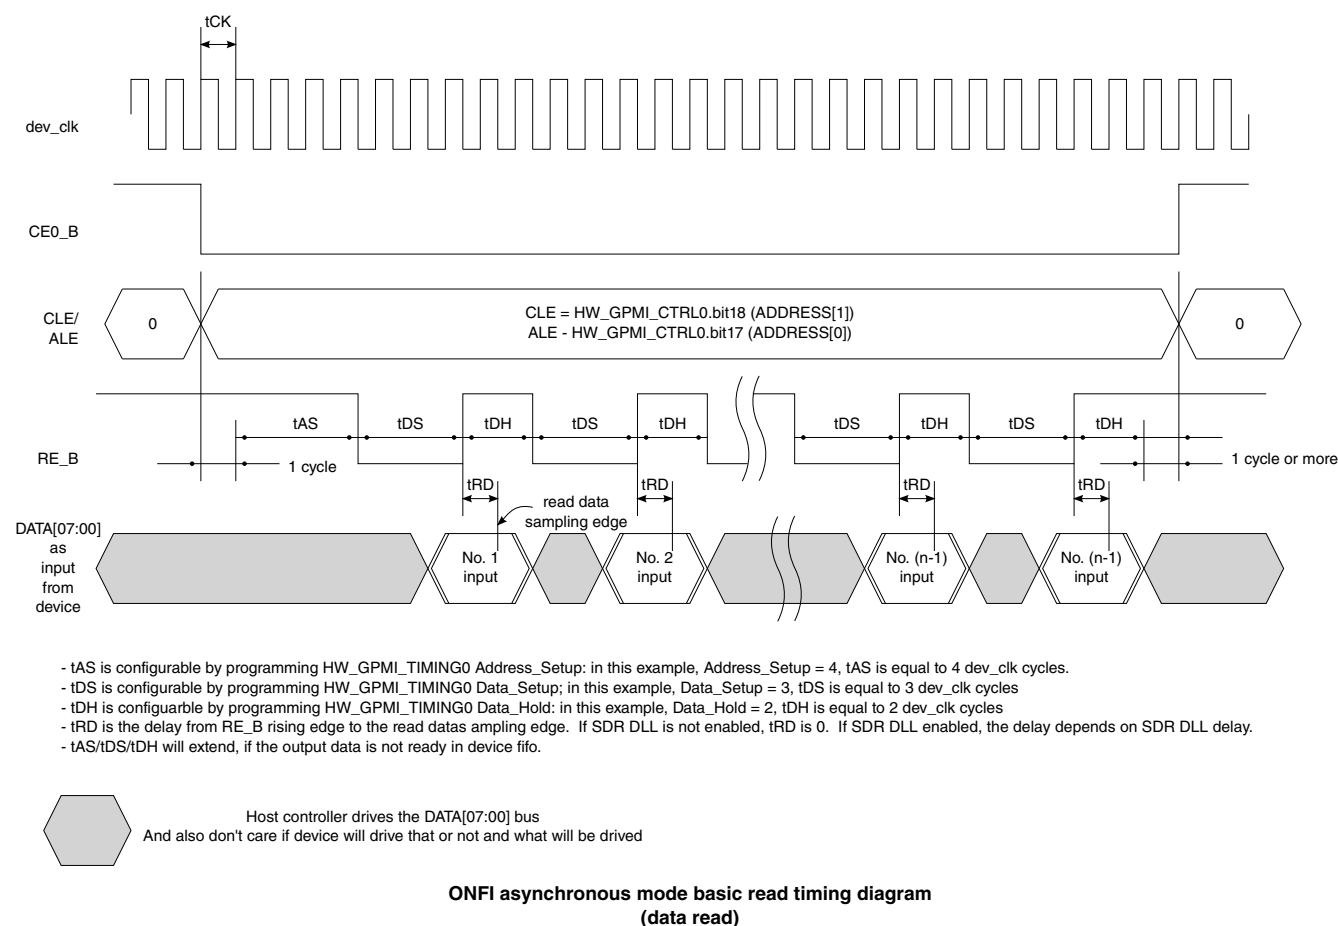 tCK
dev_clk
CE0_B
CLE/
ALE
0
CLE = HW_GPMI_CTRL0.bit18 (ADDRESS[1])
ALE - HW_GPMI_CTRL0.bit17 (ADDRESS[0])
0
tAS
tDS
tDH
tDS
tDH
tDS
tDH
tDS
tDH
RE_B
1 cycle
1 cycle or more
tRD
tRD
tRD
tRD
read data
sampling edge
DATA[07:00]
as
input
from
device
No. 1
input
No. 2
input
No. (n-1)
input
No. (n-1)
input
- tAS is configurable by programming HW_GPMI_TIMING0 Address_Setup: in this example, Address_Setup = 4, tAS is equal to 4 dev_clk cycles.
- tDS is configurable by programming HW_GPMI_TIMING0 Data_Setup; in this example, Data_Setup = 3, tDS is equal to 3 dev_clk cycles
- tDH is configuarble by programming HW_GPMI_TIMING0 Data_Hold: in this example, Data_Hold = 2, tDH is equal to 2 dev_clk cycles
- tRD is the delay from RE_B rising edge to the read datas ampling edge. If SDR DLL is not enabled, tRD is 0. If SDR DLL enabled, the delay depends on SDR DLL delay.
- tAS/tDS/tDH will extend, if the output data is not ready in device fifo.
Host controller drives the DATA[07:00] bus
And also don't care if device will drive that or not and what will be drived
ONFI asynchronous mode basic read timing diagram
(data read)